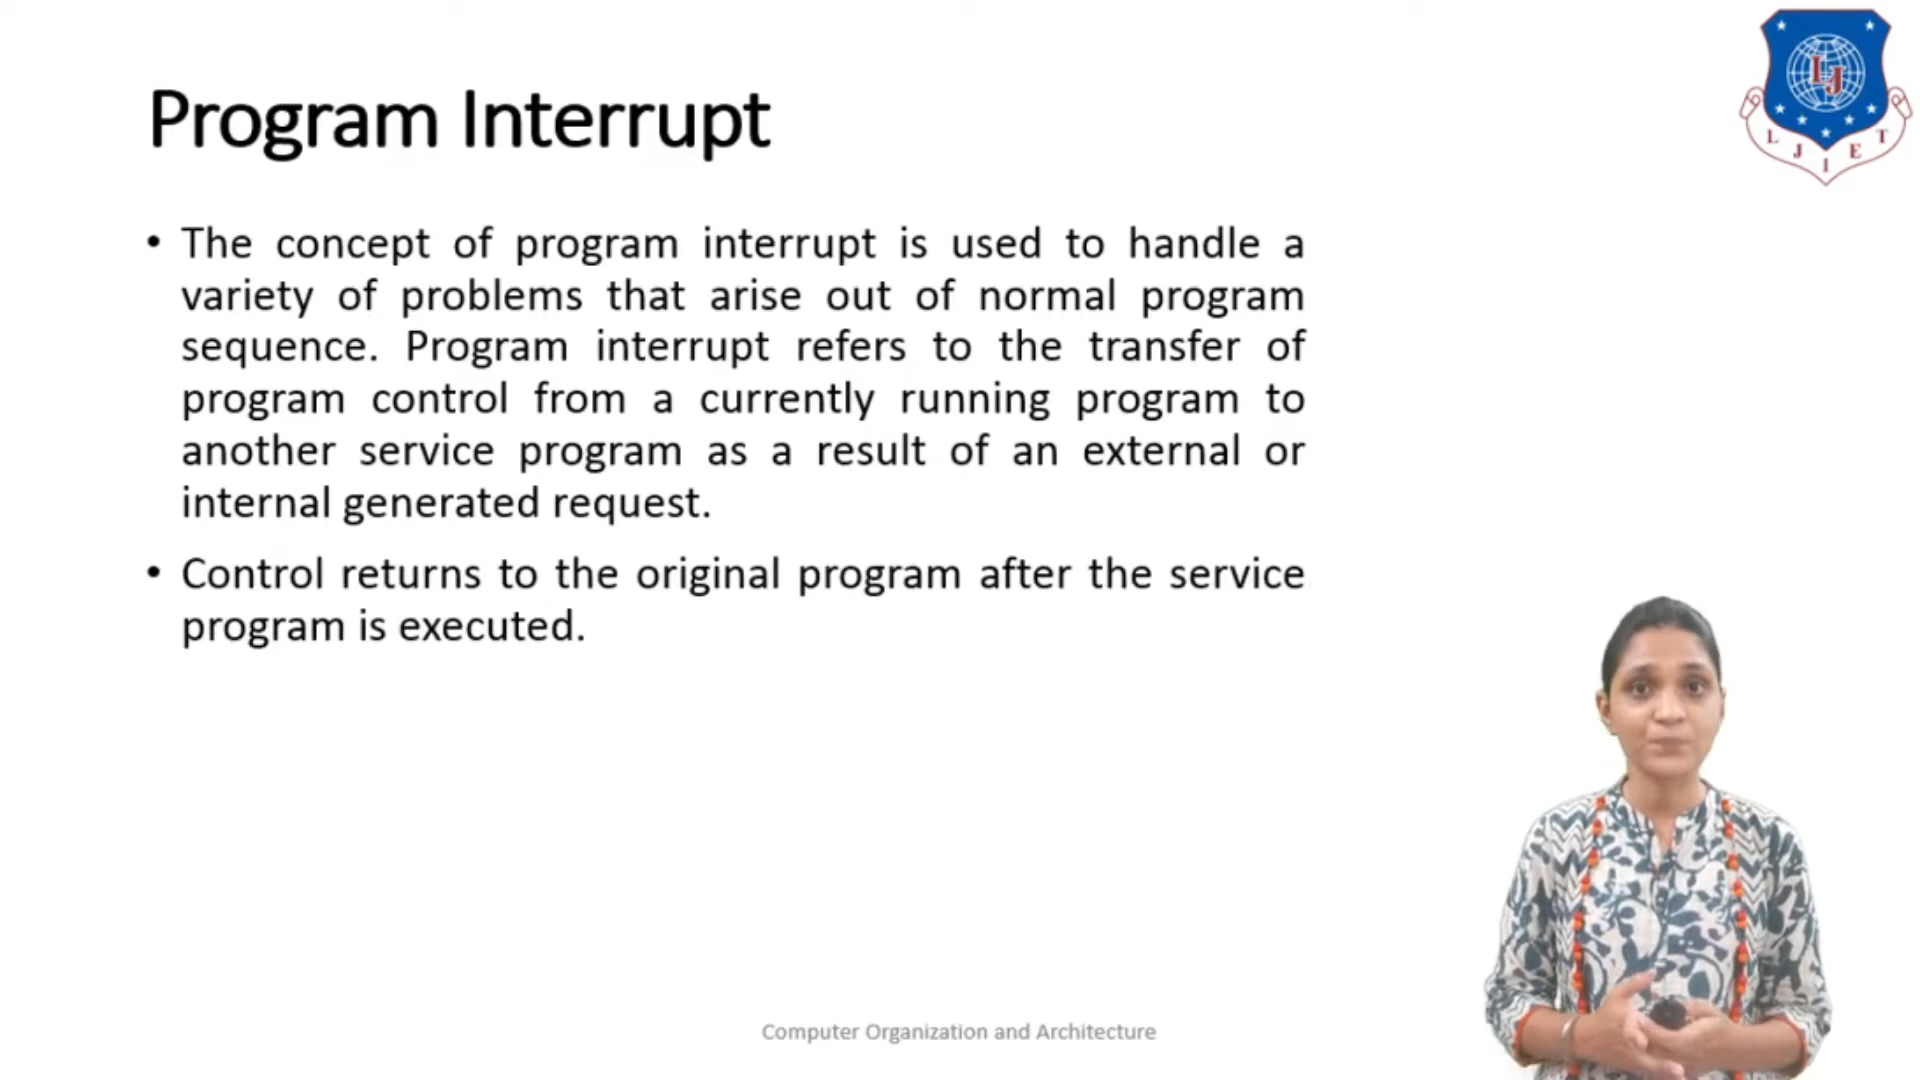 Program Interrupt
L J I E T
• The concept of program interrupt is used to handle a
variety of problems that arise out of normal program
sequence. Program interrupt refers to the transfer of
program control from a currently running program to
another service program as a result of an external or
internal generated request.
• Control returns to the original program after the service
program is executed.
Computer Organization and Architecture